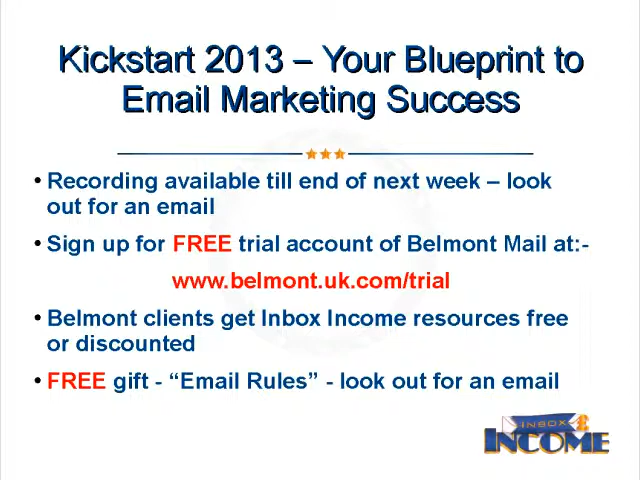 Kickstart 2013 – Your Blueprint to
Email Marketing Success
• Recording available till end of next week – look
out for an email
• Sign up for FREE trial account of Belmont Mail at:-
www.belmont.uk.com/trial
• Belmont clients get Inbox Income resources free
or discounted
• FREE gift - “Email Rules” - look out for an email
INBOX £
INCOME